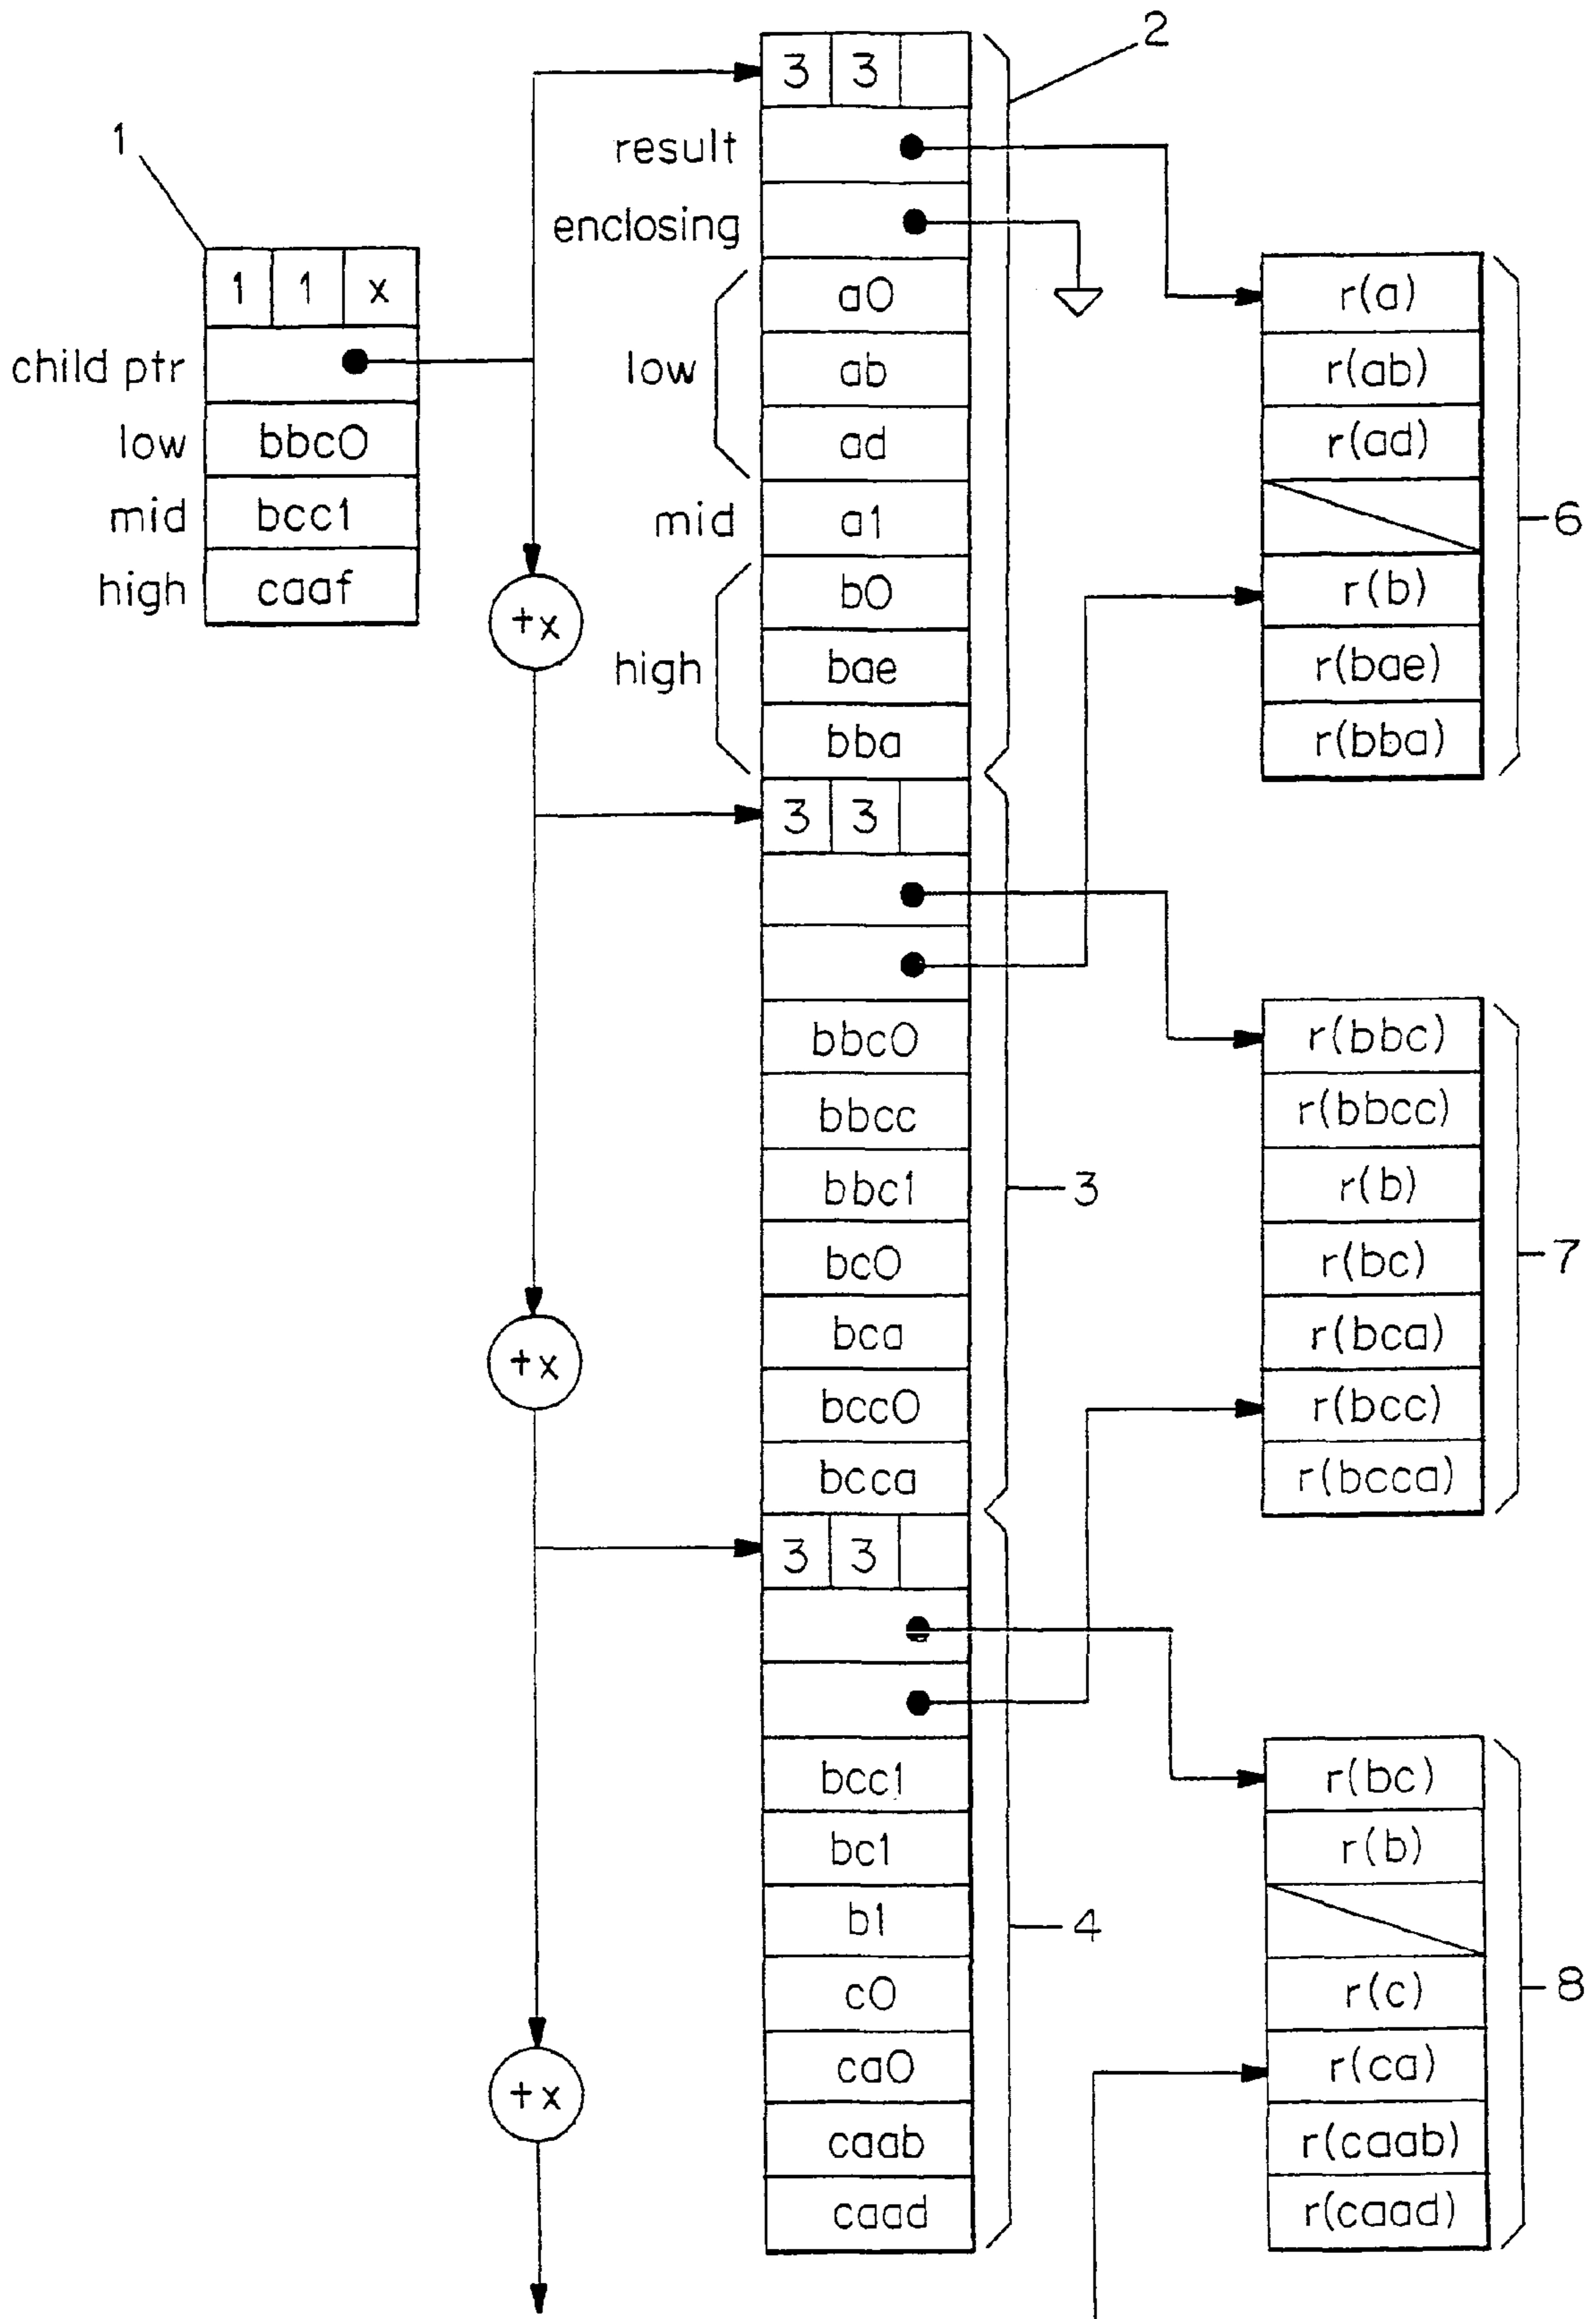 1
1 1 x
child ptr
low bbc0
mid bcc1
high caaf
+x
+x
+x
2
3 3
result
enclosing
low
a0
ab
ad
mid a1
high
b0
bae
bba
3 3
bbc0
bbcc
bbc1
bc0
bca
bcc0
bcca
3
3 3
bcc1
bc1
b1
c0
ca0
caab
caad
4
r(a)
r(ab)
r(ad)
r(b)
r(bae)
r(bba)
6
r(bbc)
r(bbcc)
r(b)
r(bc)
r(bca)
r(bcc)
r(bcca)
7
r(bc)
r(b)
r(c)
r(ca)
r(caab)
r(caad)
8